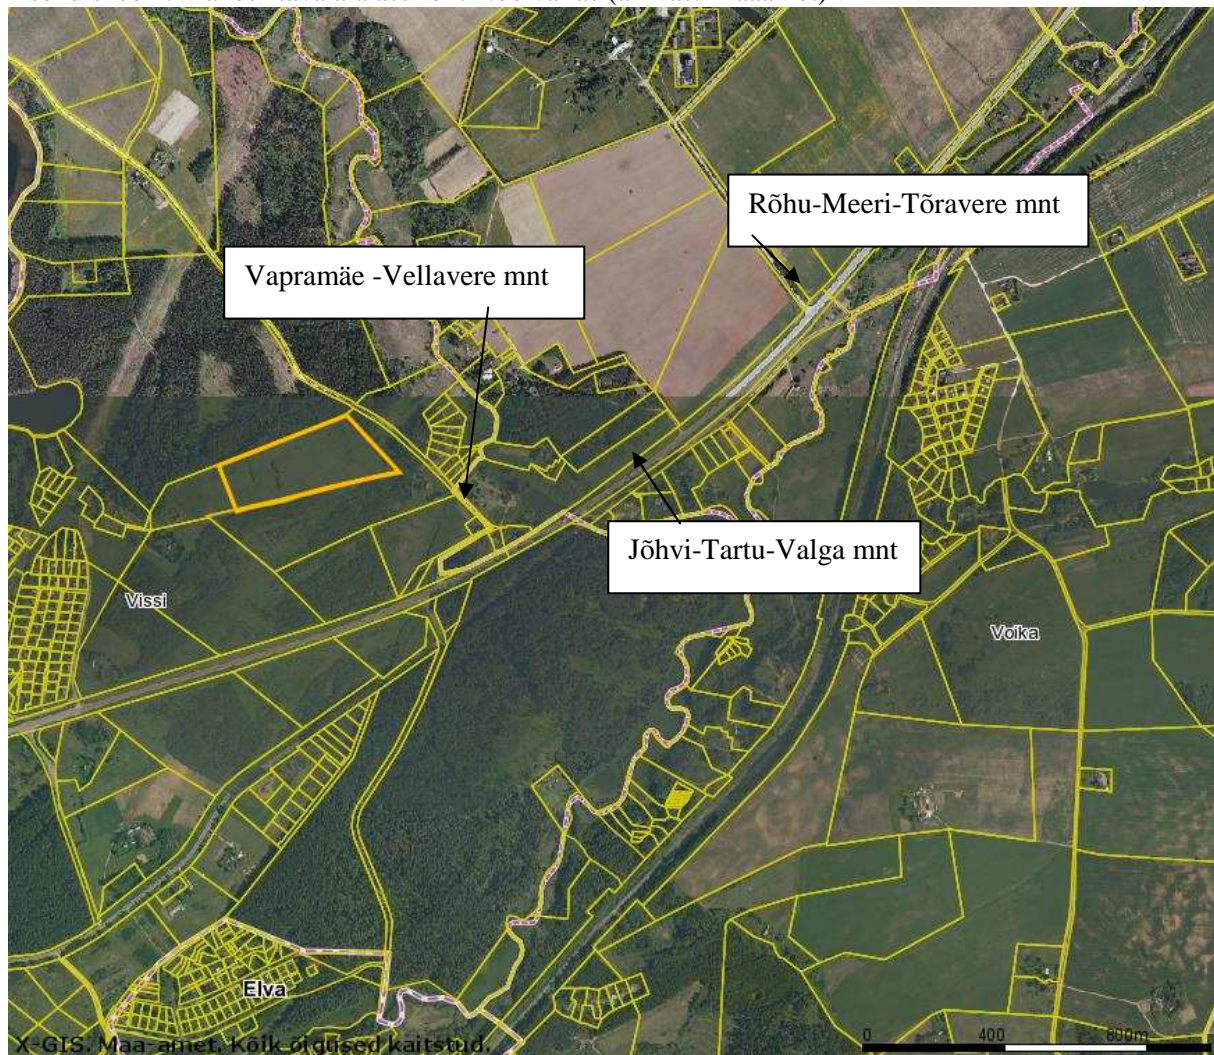 Rõhu-Meeri-Tõravere mnt
Vapramäe -Vellavere mnt
Jõhvi-Tartu-Valga mnt
Vissi
Voika
Elva
X-GIS. Maa-amet. Kõik õigused kaitstud.
0 400 800m